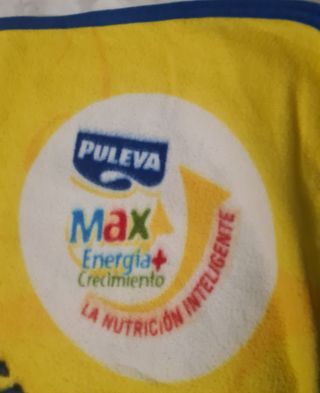 PULEVA
Max
Energía+
Crecimiento
LA NUTRICIÓN INTELIGENTE